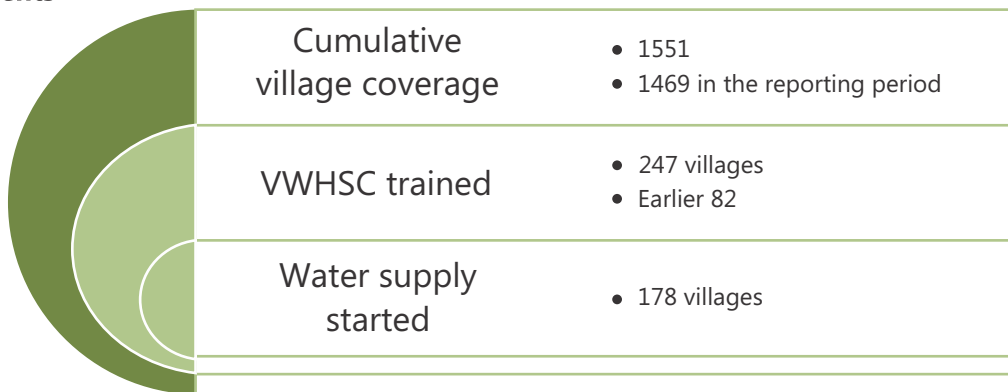 Cumulative
village coverage
• 1551
• 1469 in the reporting period
VWHSC trained
• 247 villages
• Earlier 82
Water supply
started
• 178 villages